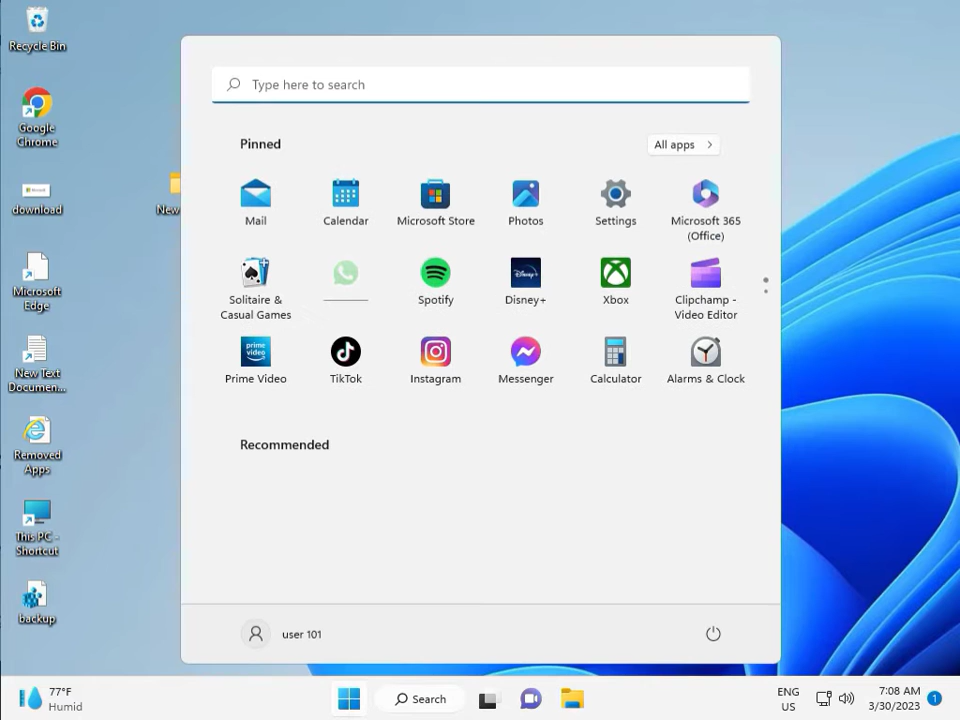 Recycle Bin
Type here to search
Google
Chrome
Pinned
All apps
download
New
Mail
Calendar
Microsoft Store
Photos
Settings
Microsoft 365
(Office)
Microsoft
Edge
Solitaire &
Casual Games
Spotify
Disney+
Disney+
Xbox
Clipchamp -
Video Editor
New Text
Documen...
prime
video
Prime Video
TikTok
Instagram
Messenger
Calculator
Alarms & Clock
Removed
Apps
Recommended
This PC -
Shortcut
backup
user 101
77°F
Humid
Search
ENG
US
7:08 AM
3/30/2023
1